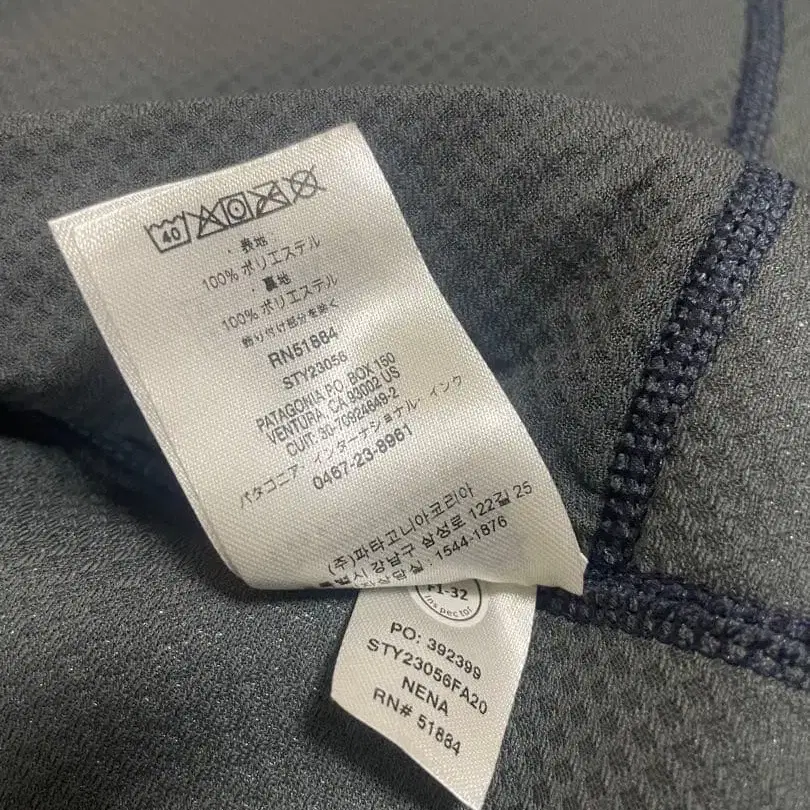 40
・表地
100% ポリエステル
・裏地
100% ポリエステル
飾り付け部分を除く
RN51884
STY23056
PATAGONIA PO. BOX 150
VENTURA, CA 93002 US
CUIT: 30-70924649-2
パタゴニア・インターナショナル・インク
0467-23-8961
(주)파타고니아코리아
강남구 삼성로 122길 25
: 1544-1876
-32
Inspector
PO: 392399
STY23056FA20
NENA
RN# 51884